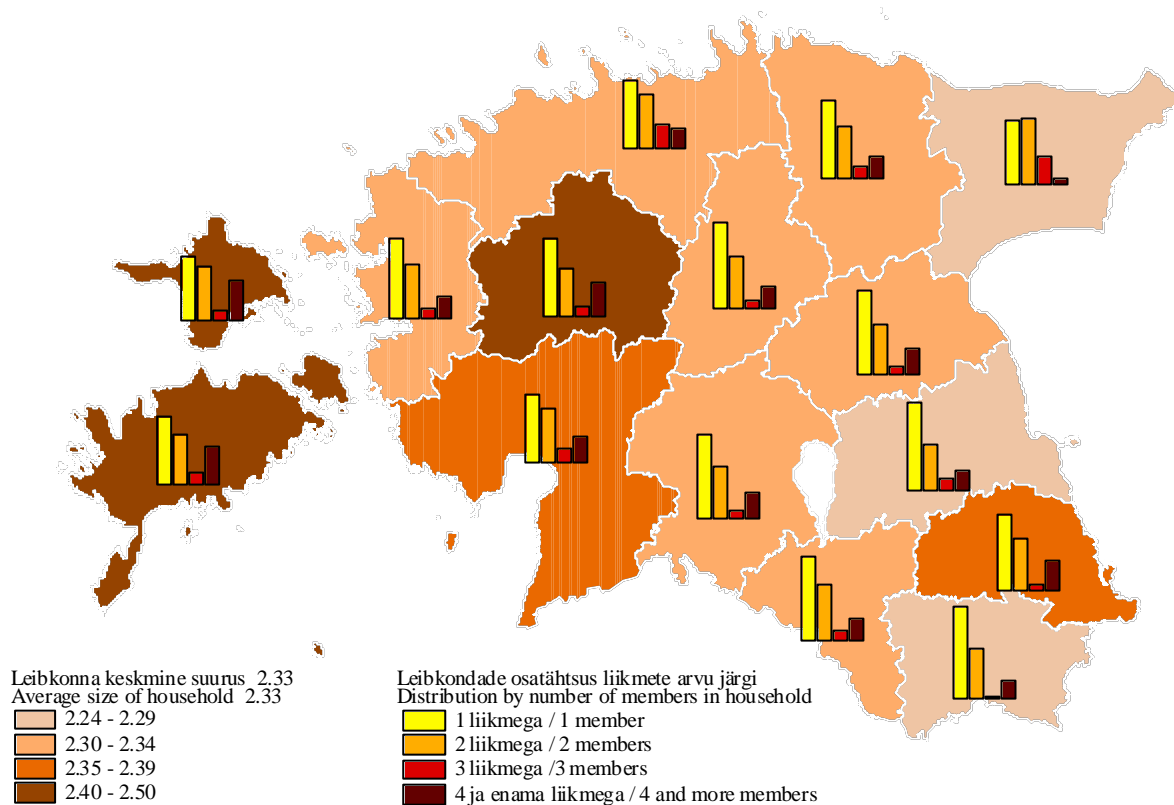 Leibkonna keskmine suurus 2.33
Average size of household 2.33
2.24 - 2.29
2.30 - 2.34
2.35 - 2.39
2.40 - 2.50
Leibkondade osatähtsus liikmete arvu järgi
Distribution by number of members in household
1 liikmega / 1 member
2 liikmega / 2 members
3 liikmega /3 members
4 ja enama liikmega / 4 and more members